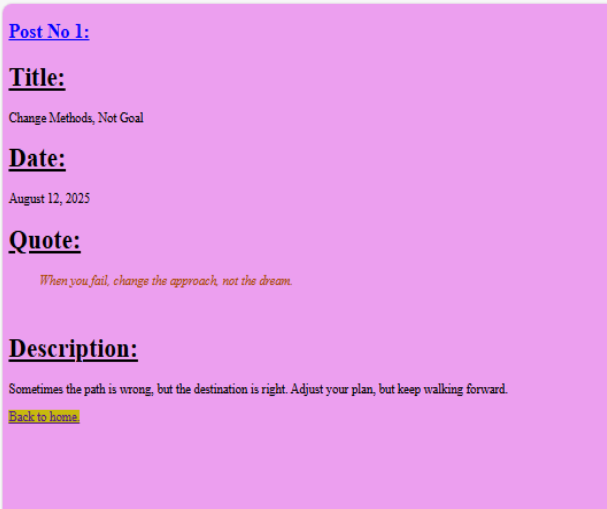 Post No 1:
Title:
Change Methods, Not Goal
Date:
August 12, 2025
Quote:
When you fail, change the approach, not the dream.
Description:
Sometimes the path is wrong, but the destination is right. Adjust your plan, but keep walking forward.
Back to home.